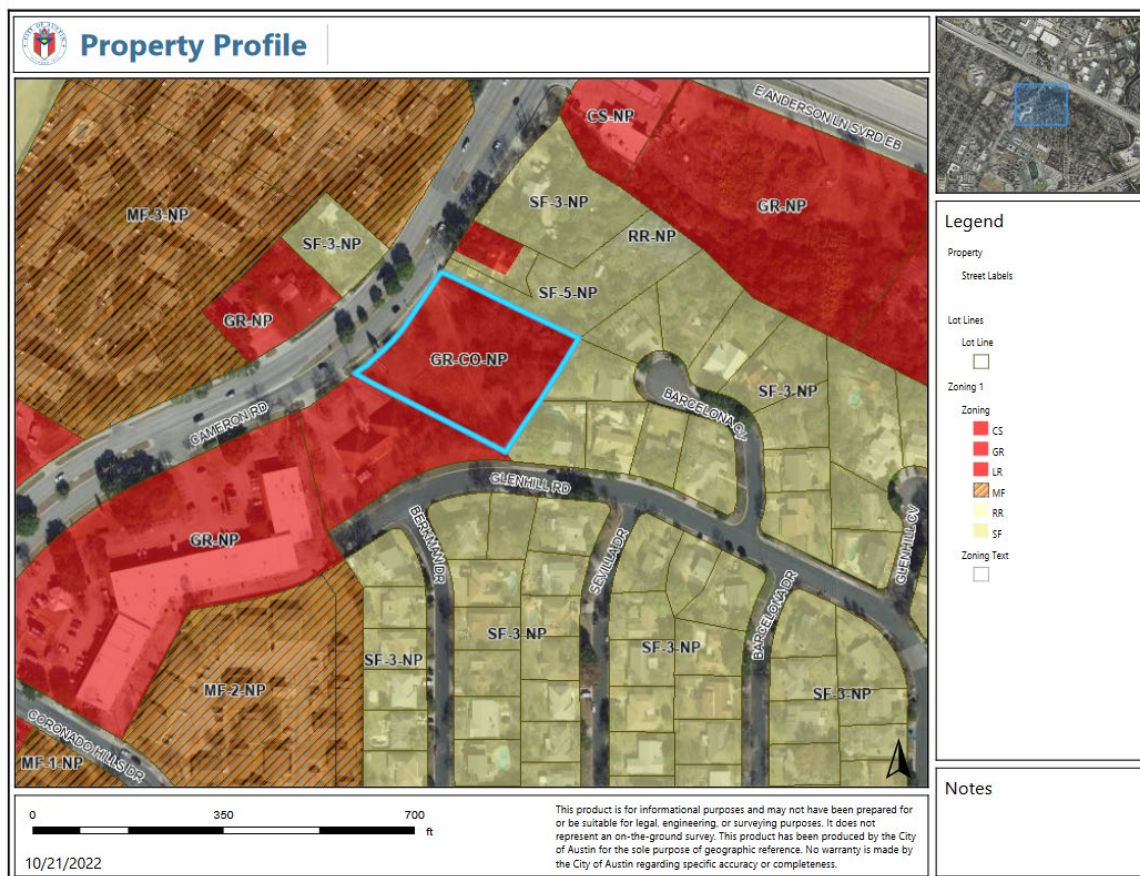 CITY OF AUSTIN
Property Profile
E ANDERSON LN SVRD EB
CS-NP
MF-3-NP
SF-3-NP
GR-NP
RR-NP
SF-3-NP
SF-5-NP
GR-NP
GR-CO-NP
SF-3-NP
BARCELONA CV
CAMERON RD
GLENHILL RD
GLENHILL CV
GR-NP
BERKMAN DR
SEVILLA DR
BARCELONA DR
SF-3-NP
SF-3-NP
SF-3-NP
SF-3-NP
MF-2-NP
CORONADO HILLS DR
MF-1-NP
Legend
Property
Street Labels
Lot Lines
Lot Line
Zoning 1
Zoning
CS
GR
LR
MF
RR
SF
Zoning Text
Notes
0 350 700
ft
10/21/2022
This product is for informational purposes and may not have been prepared for
or be suitable for legal, engineering, or surveying purposes. It does not
represent an on-the-ground survey. This product has been produced by the City
of Austin for the sole purpose of geographic reference. No warranty is made by
the City of Austin regarding specific accuracy or completeness.